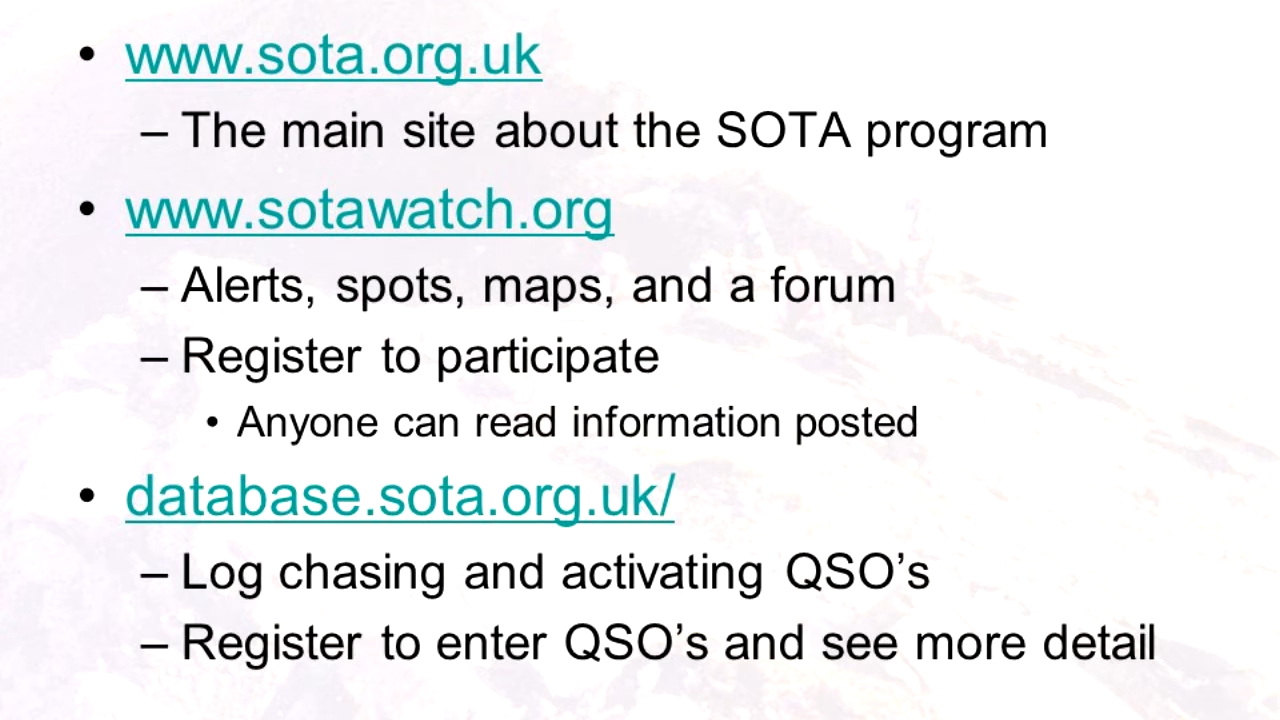 • www.sota.org.uk
– The main site about the SOTA program
• www.sotawatch.org
– Alerts, spots, maps, and a forum
– Register to participate
• Anyone can read information posted
• database.sota.org.uk/
– Log chasing and activating QSO’s
– Register to enter QSO’s and see more detail